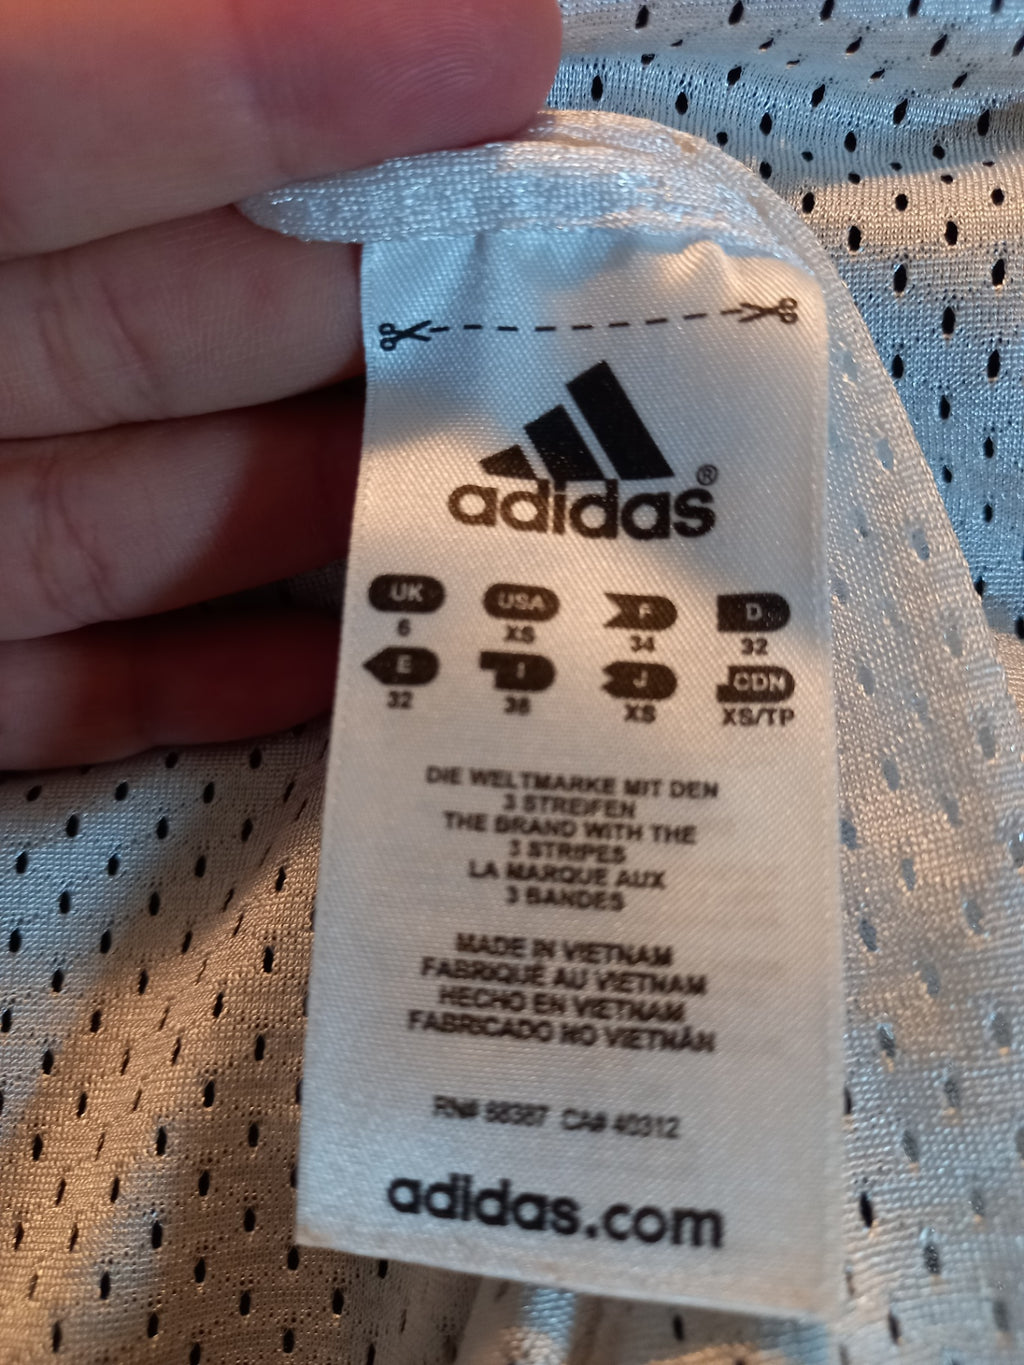 adidas®
UK USA F D
6 XS 34 32
E I J CDN
32 38 XS XS/TP
DIE WELTMARKE MIT DEN
3 STREIFEN
THE BRAND WITH THE
3 STRIPES
LA MARQUE AUX
3 BANDES
MADE IN VIETNAM
FABRIQUÉ AU VIETNAM
HECHO EN VIETNAM
FABRICADO NO VIETNÃN
RN# 88387 CA# 40312
adidas.com